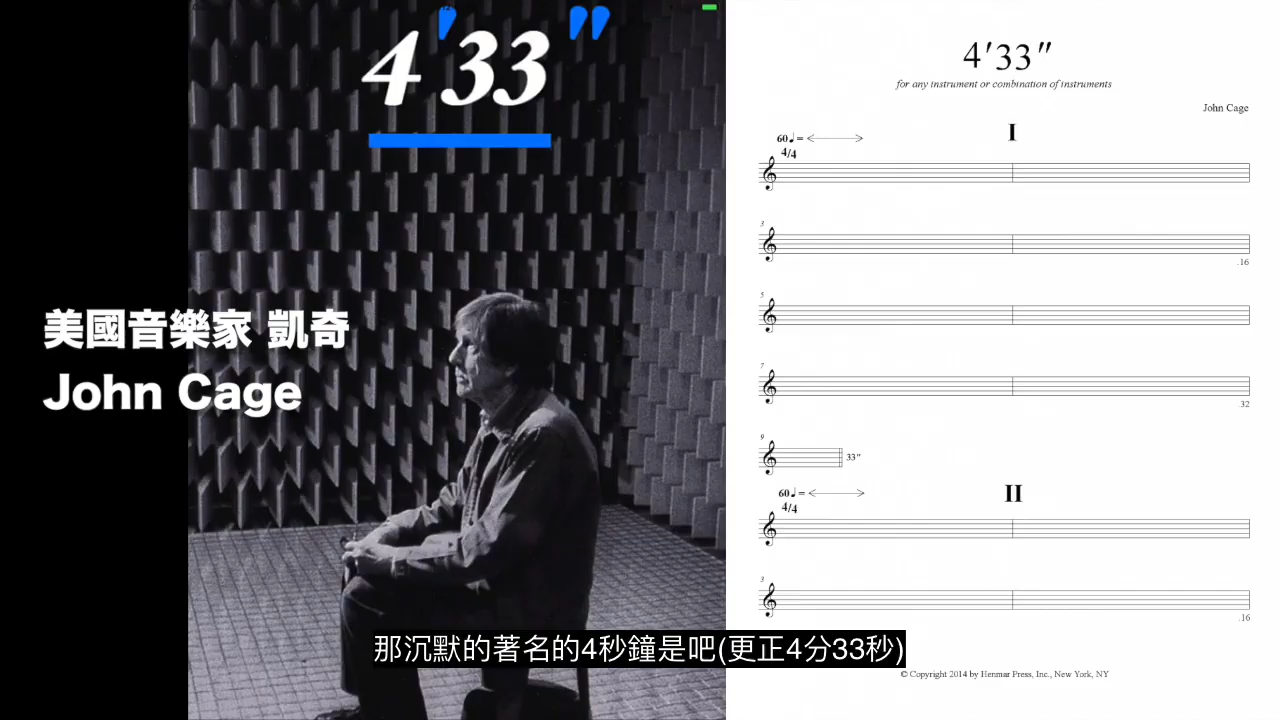 4'33"
美國音樂家 凱奇
John Cage
那沉默的著名的4秒鐘是吧(更正4分33秒)
4'33"
for any instrument or combination of instruments
John Cage
I
60♩=
4/4
3
.16
5
7
32
9
33"
II
60♩=
4/4
3
.16
© Copyright 2014 by Henmar Press, Inc., New York, NY